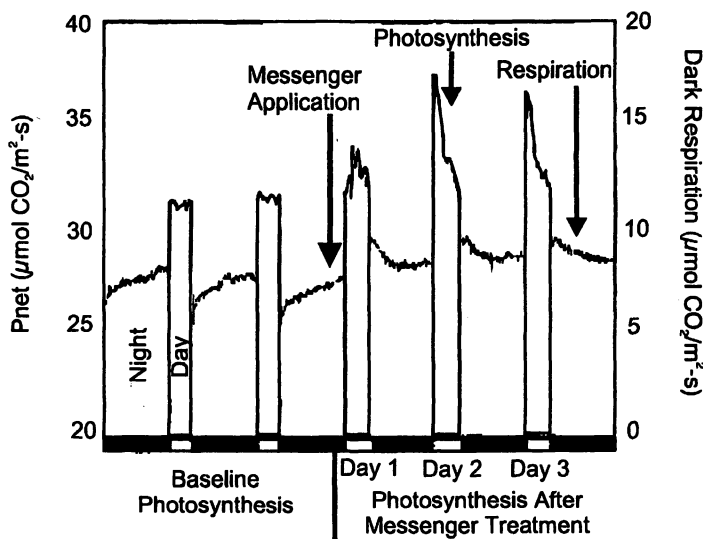 40
35
30
25
20
Pnet (µmol CO₂/m²-s)
Messenger
Application
Photosynthesis
Respiration
20
15
10
5
0
Dark Respiration (µmol CO₂/m²-s)
Night
Day
Day 1 Day 2 Day 3
Baseline
Photosynthesis
Photosynthesis After
Messenger Treatment